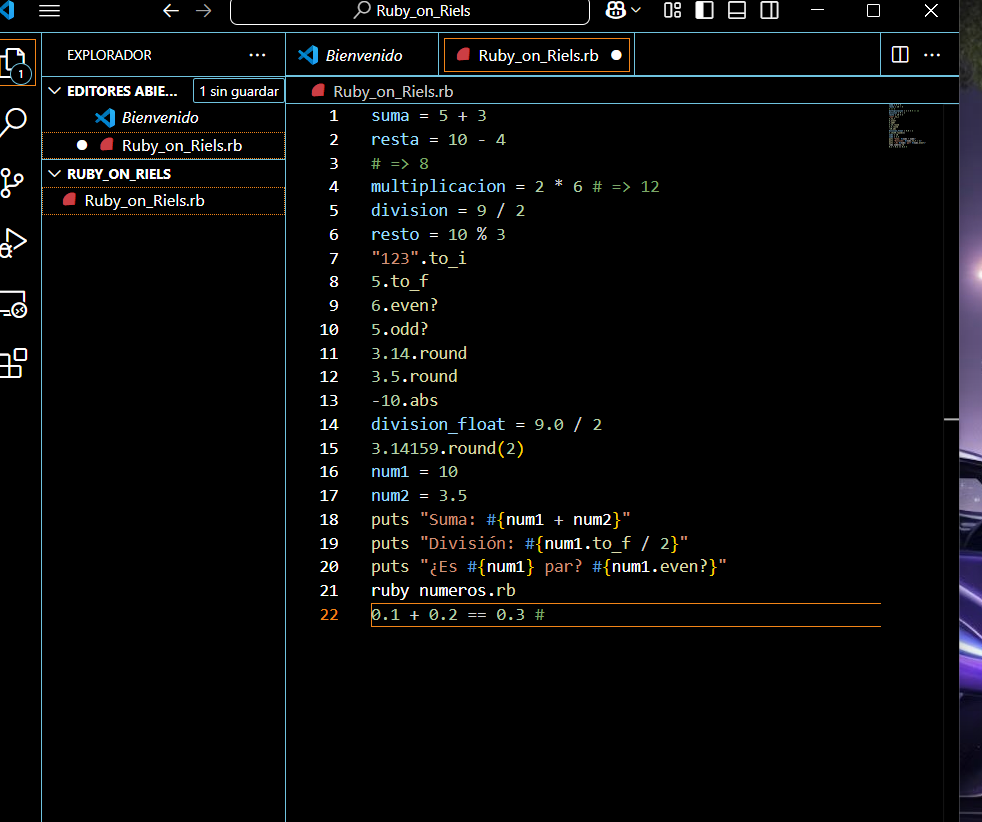 Ruby_on_Riels
EXPLORADOR
Bienvenido
Ruby_on_Riels.rb
1
EDITORES ABIE...
1 sin guardar
Bienvenido
Ruby_on_Riels.rb
RUBY_ON_RIELS
Ruby_on_Riels.rb
Ruby_on_Riels.rb
1 suma = 5 + 3
2 resta = 10 - 4
3 # => 8
4 multiplicacion = 2 * 6 # => 12
5 division = 9 / 2
6 resto = 10 % 3
7 "123".to_i
8 5.to_f
9 6.even?
10 5.odd?
11 3.14.round
12 3.5.round
13 -10.abs
14 division_float = 9.0 / 2
15 3.14159.round(2)
16 num1 = 10
17 num2 = 3.5
18 puts "Suma: #{num1 + num2}"
19 puts "División: #{num1.to_f / 2}"
20 puts "¿Es #{num1} par? #{num1.even?}"
21 ruby numeros.rb
22 0.1 + 0.2 == 0.3 #